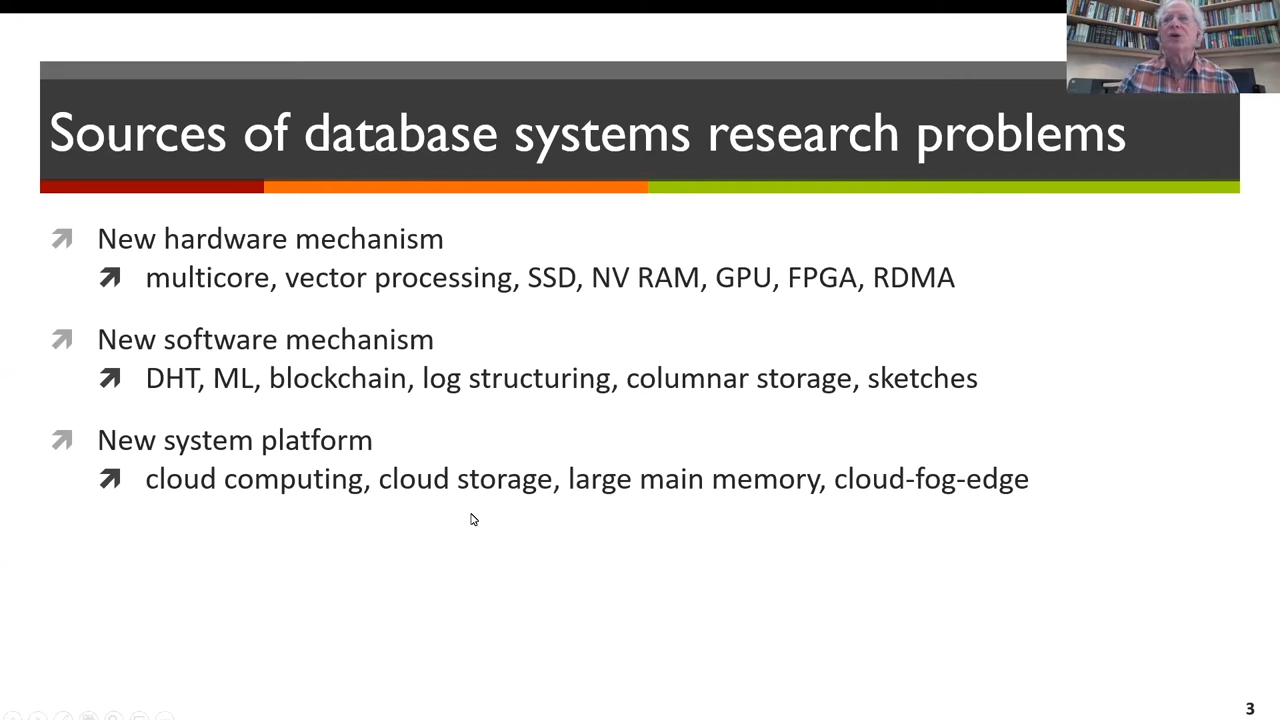 Sources of database systems research problems
New hardware mechanism
multicore, vector processing, SSD, NV RAM, GPU, FPGA, RDMA
New software mechanism
DHT, ML, blockchain, log structuring, columnar storage, sketches
New system platform
cloud computing, cloud storage, large main memory, cloud-fog-edge
3